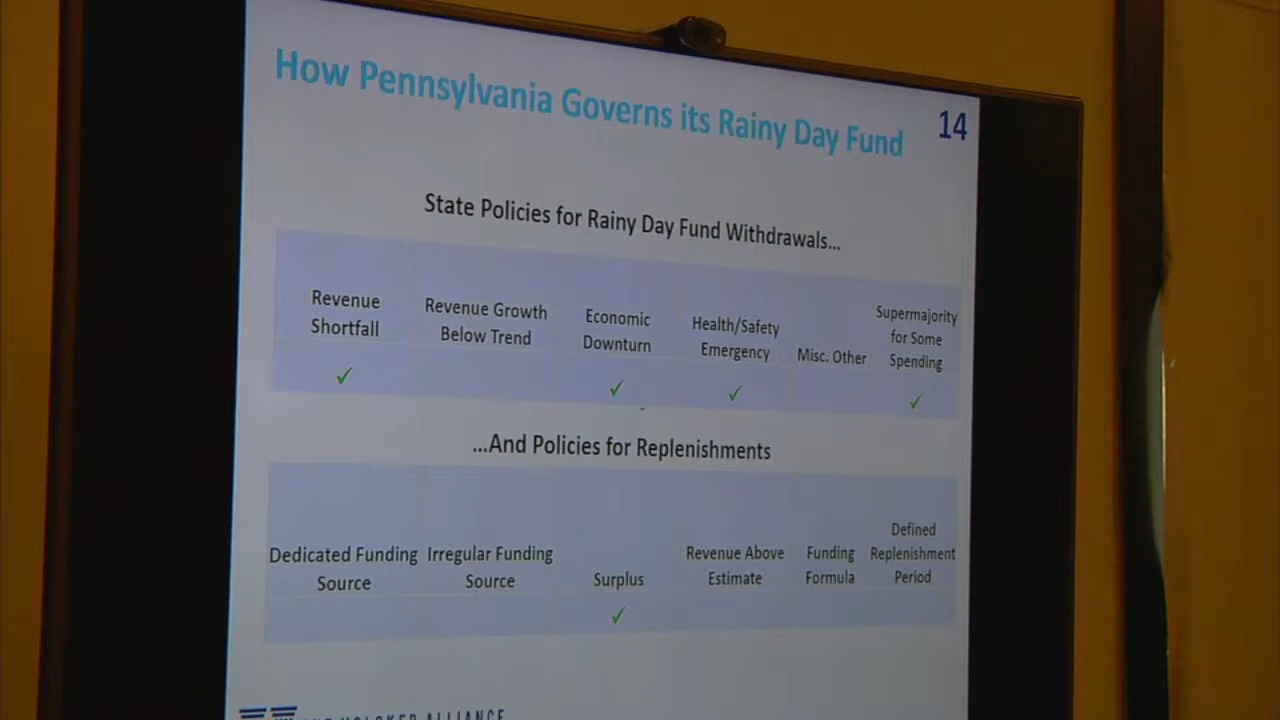 How Pennsylvania Governs its Rainy Day Fund
14
State Policies for Rainy Day Fund Withdrawals...
Revenue
Shortfall
Revenue Growth
Below Trend
Economic
Downturn
Health/Safety
Emergency
Misc. Other
Supermajority
for Some
Spending
✓ ✓ ✓ ✓
...And Policies for Replenishments
Dedicated Funding
Source
Irregular Funding
Source
Surplus
Revenue Above
Estimate
Funding
Formula
Defined
Replenishment
Period
✓
ALLIANCE